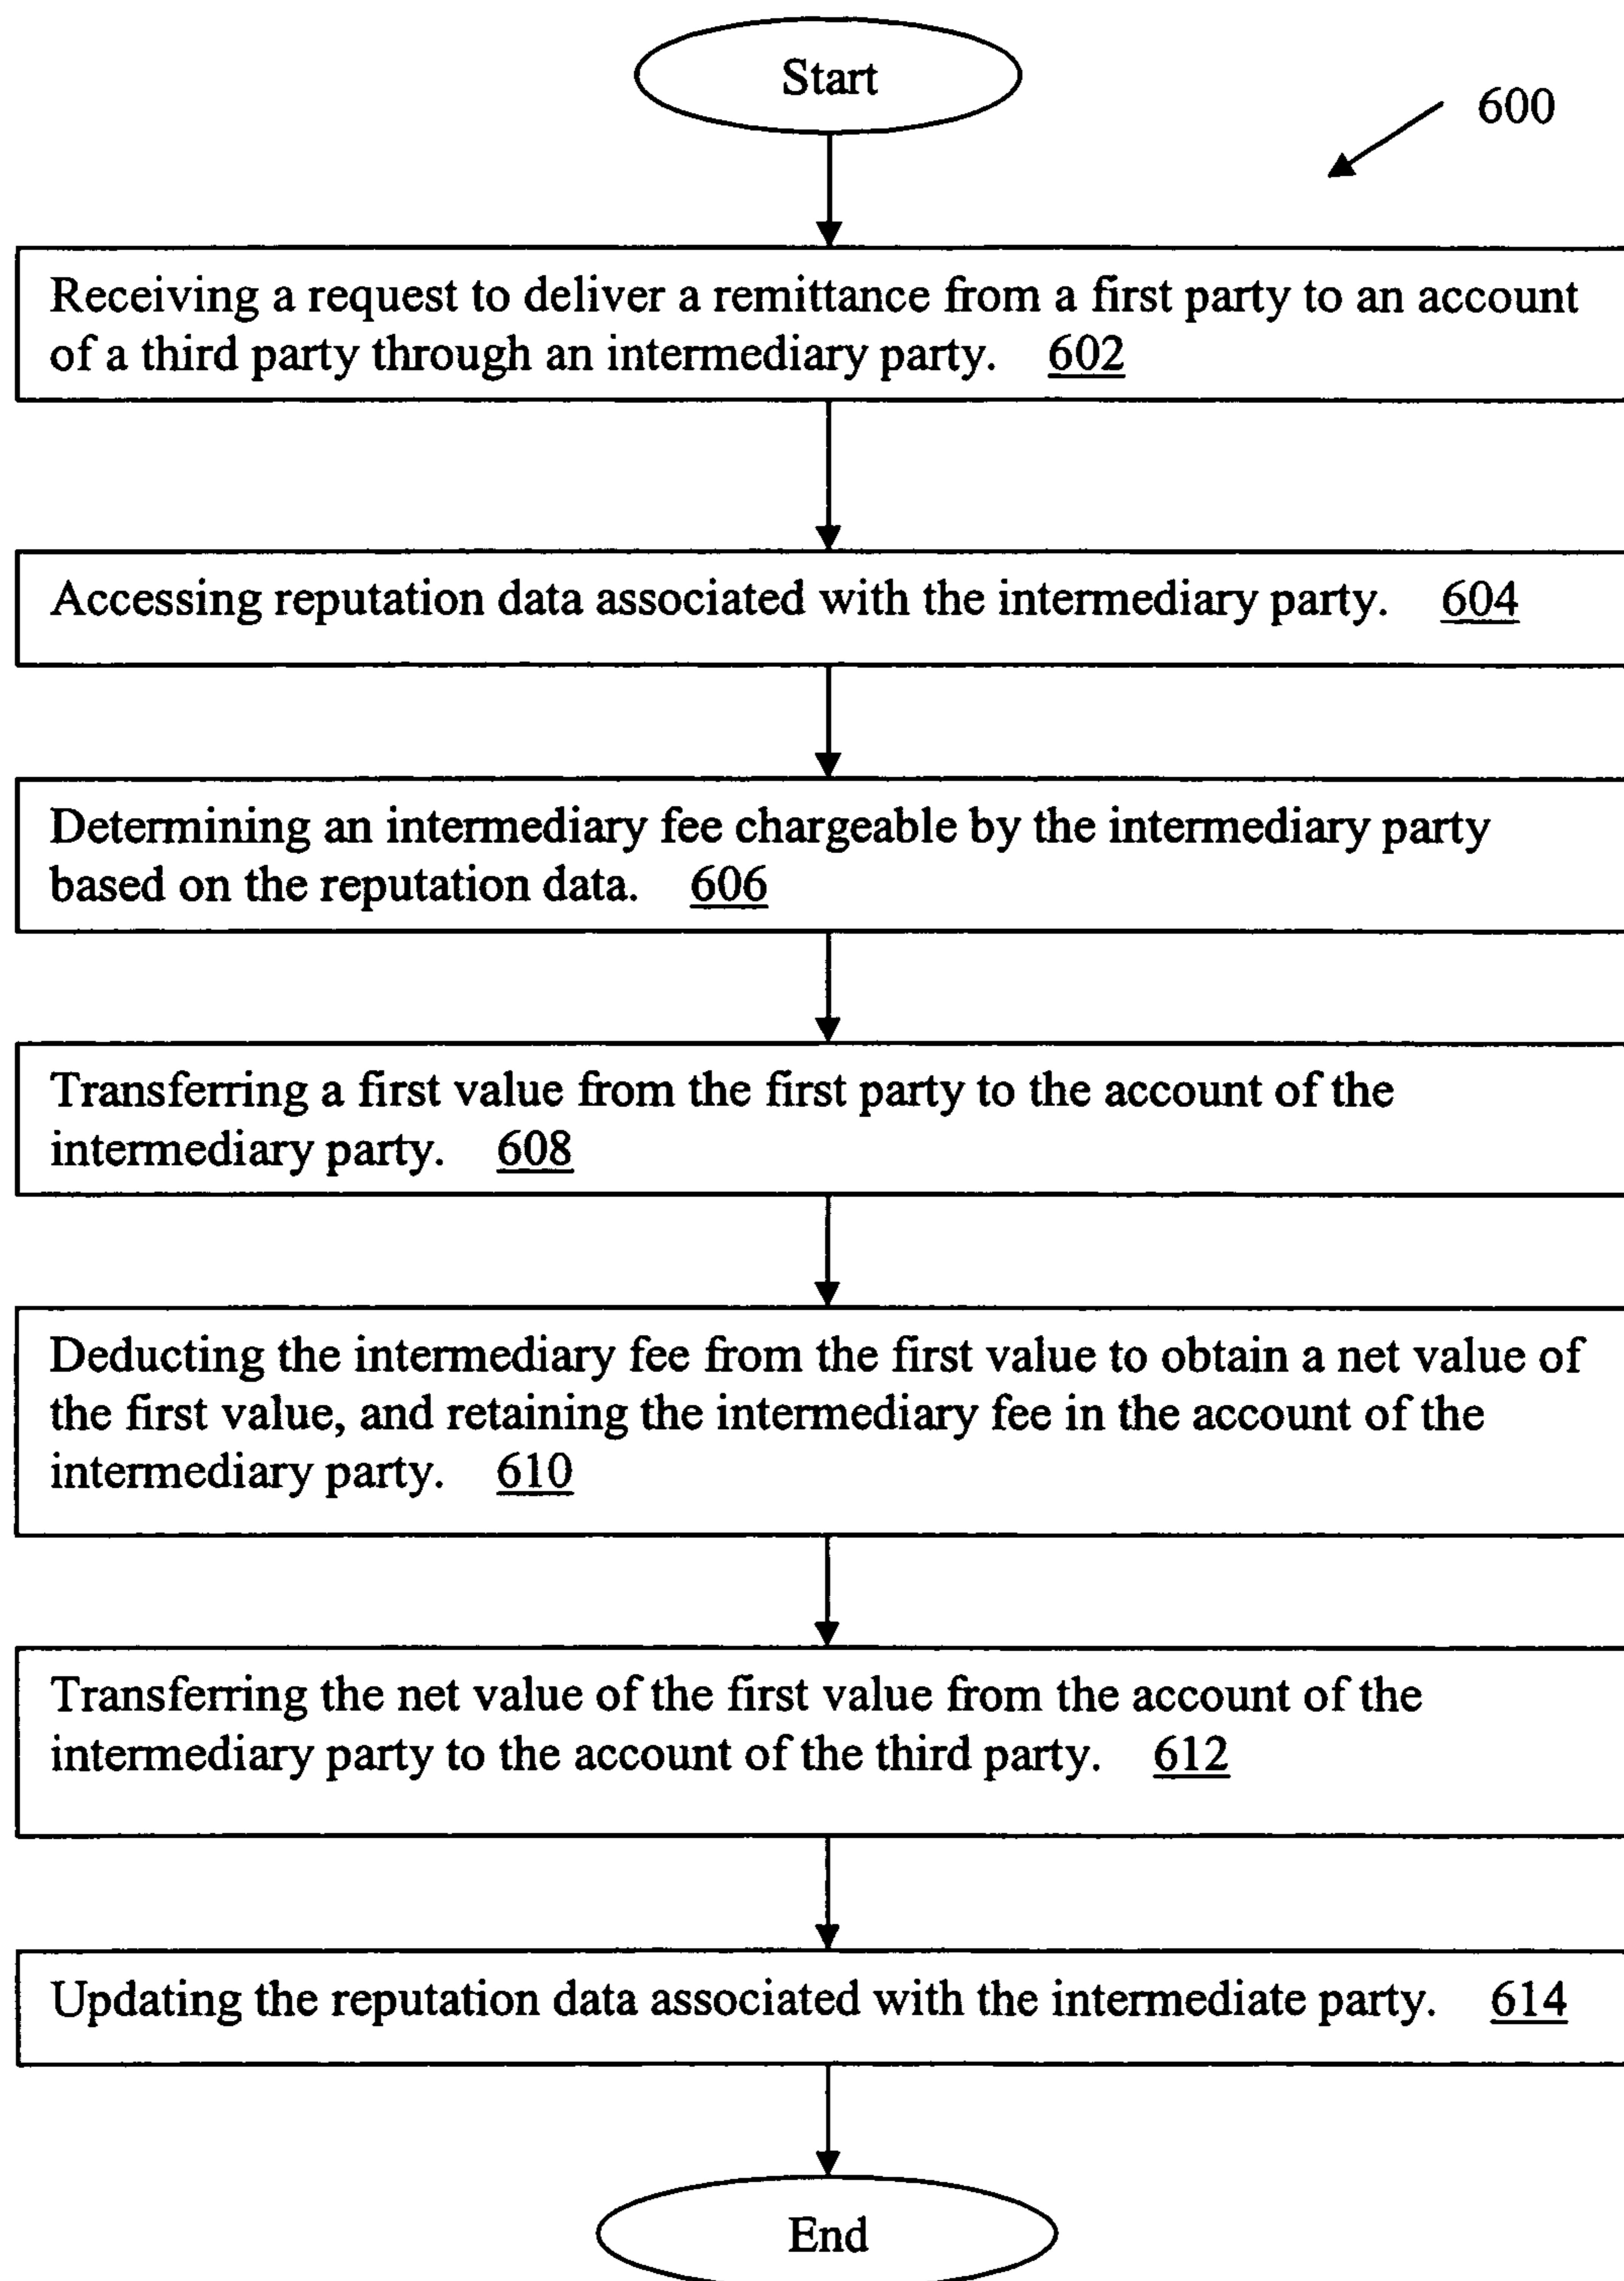 Start
600
Receiving a request to deliver a remittance from a first party to an account
of a third party through an intermediary party. 602
Accessing reputation data associated with the intermediary party. 604
Determining an intermediary fee chargeable by the intermediary party
based on the reputation data. 606
Transferring a first value from the first party to the account of the
intermediary party. 608
Deducting the intermediary fee from the first value to obtain a net value of
the first value, and retaining the intermediary fee in the account of the
intermediary party. 610
Transferring the net value of the first value from the account of the
intermediary party to the account of the third party. 612
Updating the reputation data associated with the intermediate party. 614
End